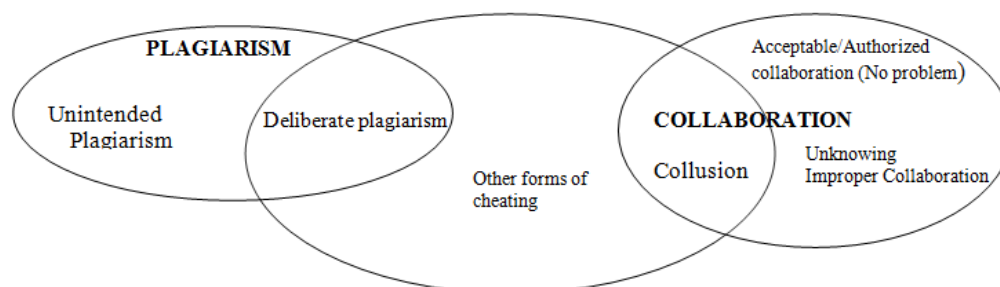 PLAGIARISM
Unintended
Plagiarism
Deliberate plagiarism
Other forms of
cheating
Acceptable/Authorized
collaboration (No problem)
COLLABORATION
Collusion
Unknowing
Improper Collaboration